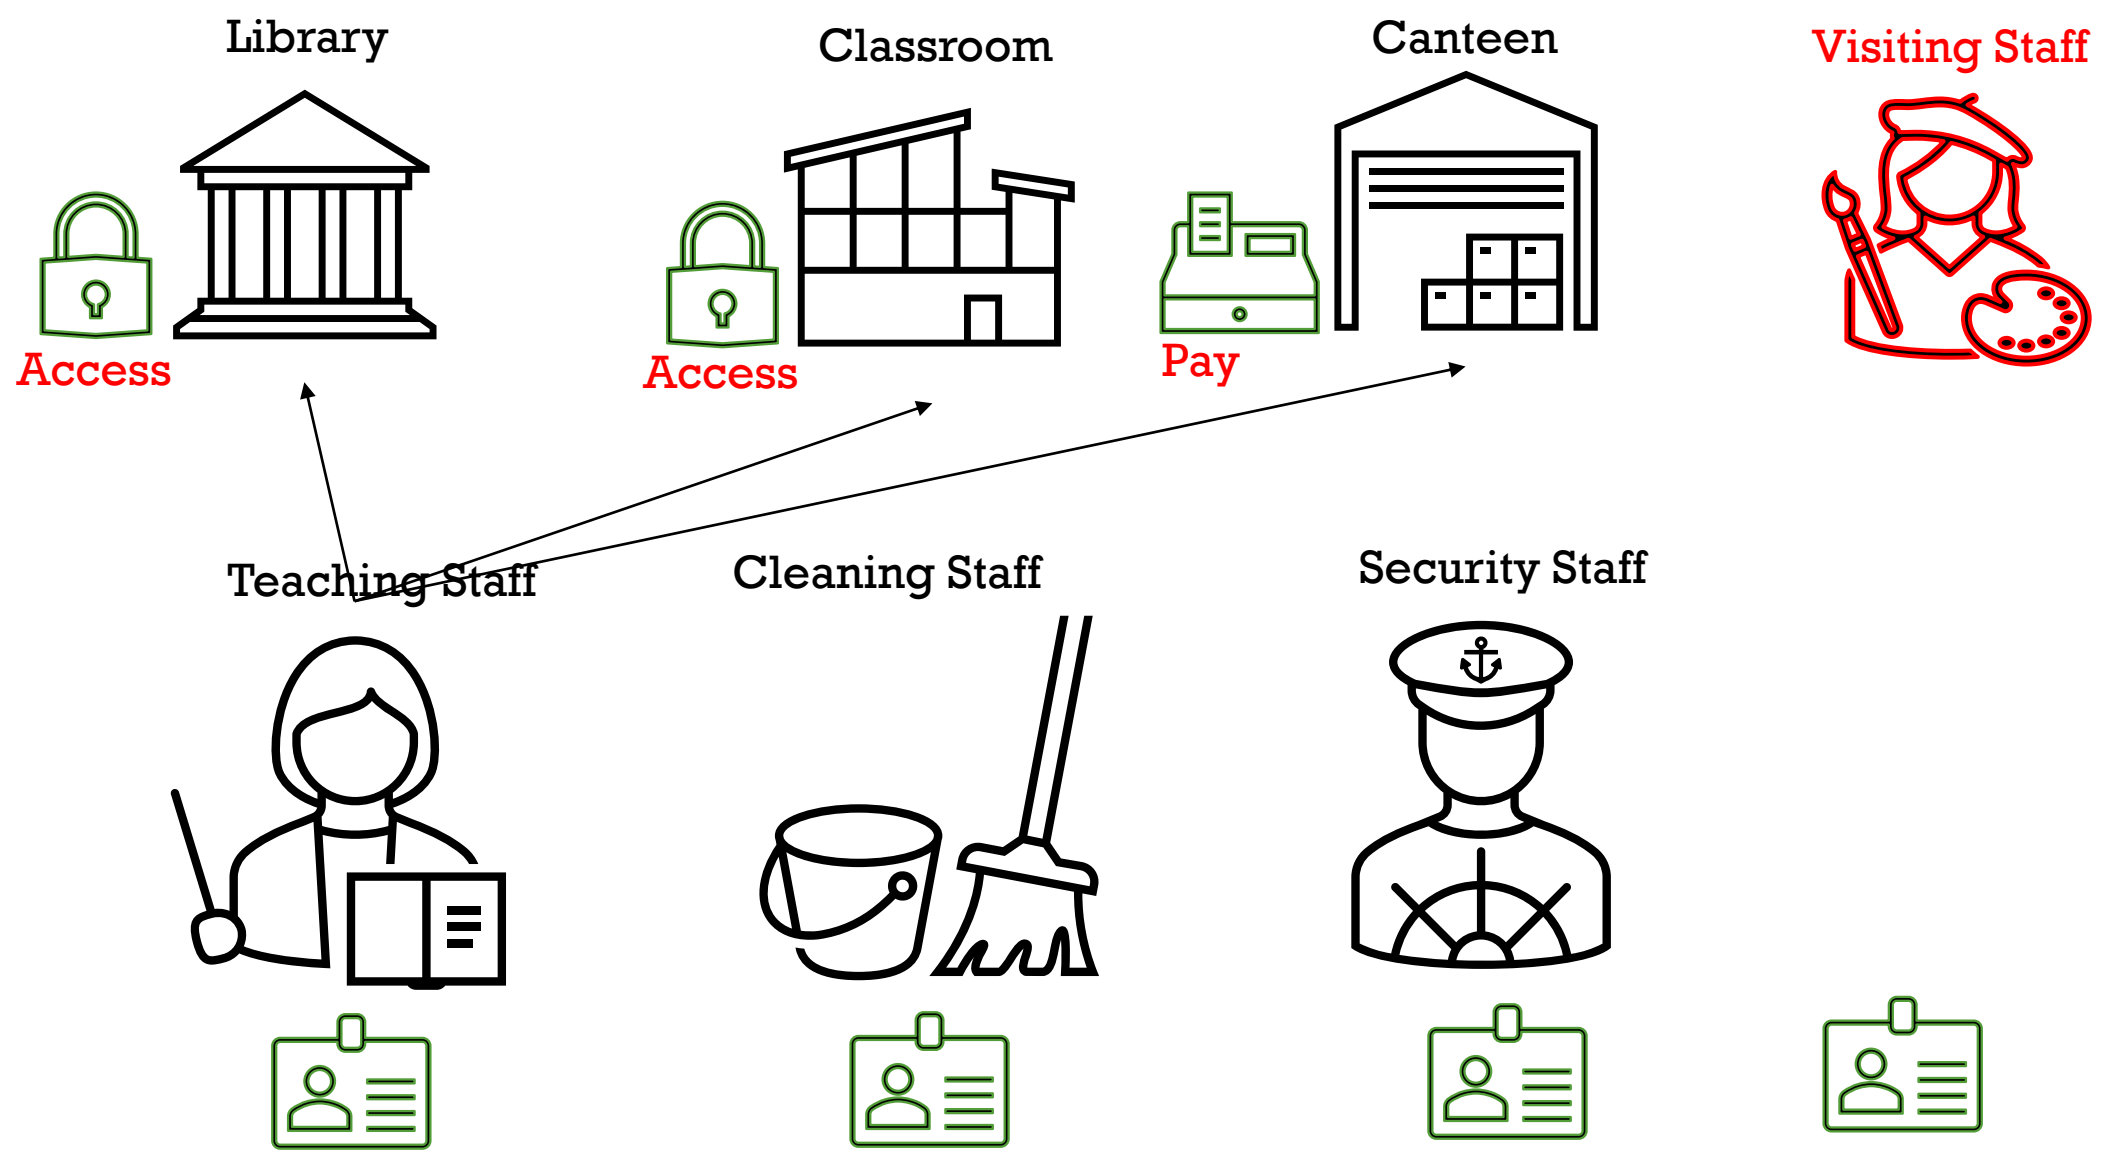 Library
Classroom
Canteen
Visiting Staff
Access
Access
Pay
Teaching Staff
Cleaning Staff
Security Staff